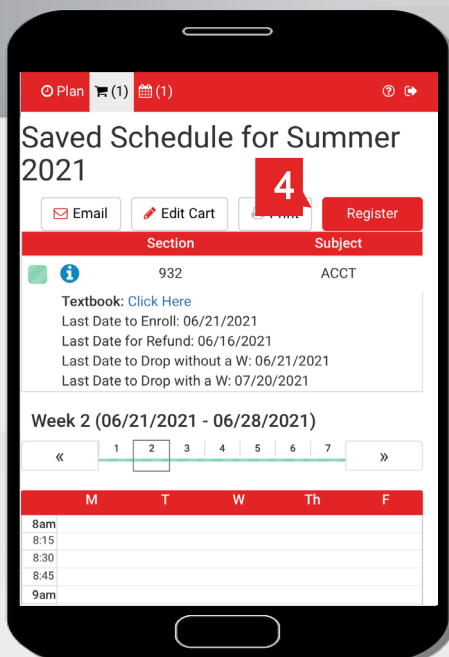 Plan (1) (1)
Saved Schedule for Summer
2021
4
Email Edit Cart Print Register
Section Subject
932 ACCT
Textbook: Click Here
Last Date to Enroll: 06/21/2021
Last Date for Refund: 06/16/2021
Last Date to Drop without a W: 06/21/2021
Last Date to Drop with a W: 07/20/2021
Week 2 (06/21/2021 - 06/28/2021)
« 1 2 3 4 5 6 7 »
M T W Th F
8am
8:15
8:30
8:45
9am